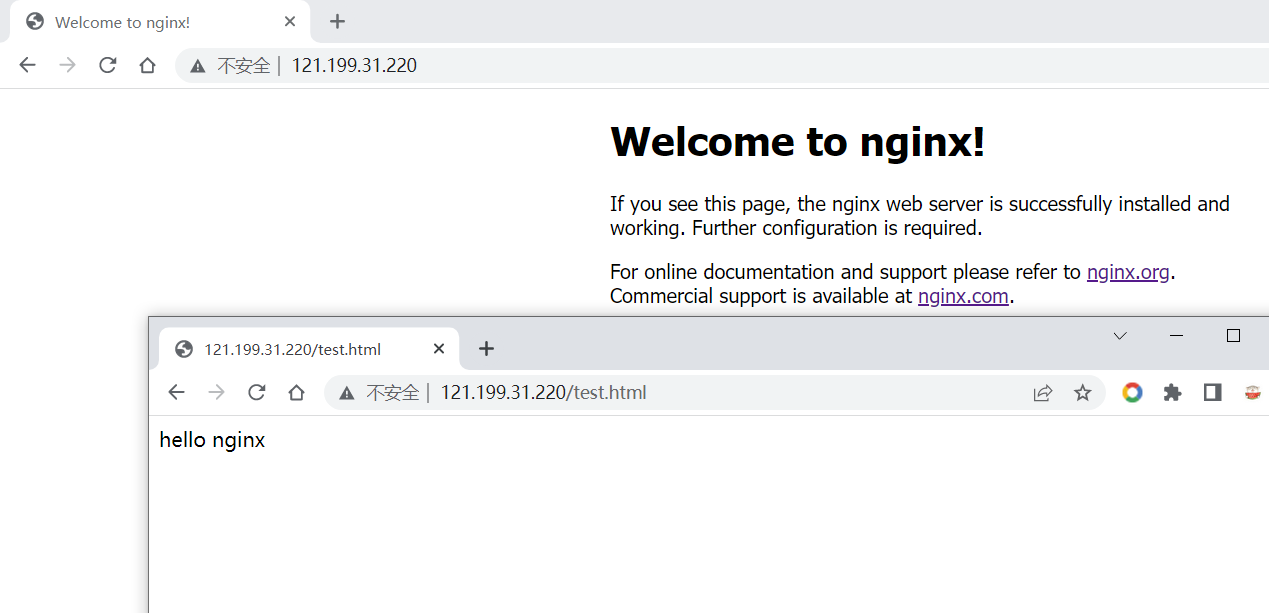 Welcome to nginx!
不安全 | 121.199.31.220
Welcome to nginx!
If you see this page, the nginx web server is successfully installed and
working. Further configuration is required.
For online documentation and support please refer to nginx.org.
Commercial support is available at nginx.com.
121.199.31.220/test.html
不安全 | 121.199.31.220/test.html
hello nginx